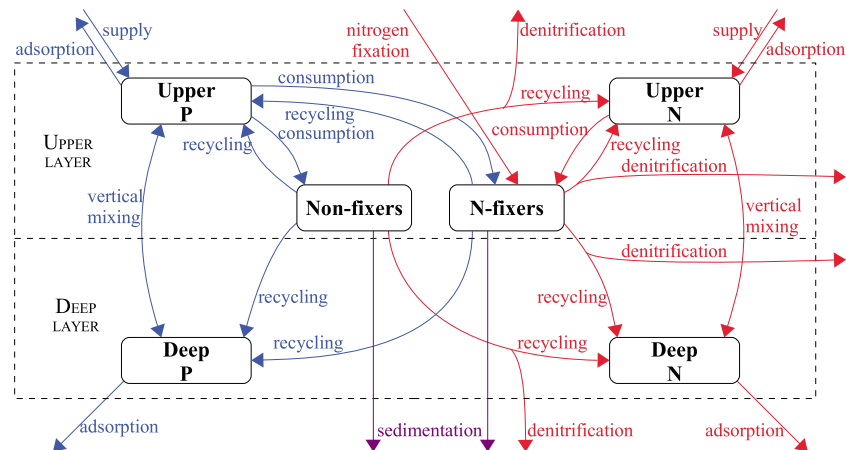 supply
adsorption
nitrogen
fixation
denitrification
supply
adsorption
Upper
P
consumption
recycling
consumption
recycling
recycling
consumption
Upper
N
recycling
denitrification
UPPER
LAYER
vertical
mixing
Non-fixers
N-fixers
vertical
mixing
denitrification
DEEP
LAYER
recycling
recycling
recycling
recycling
Deep
P
Deep
N
adsorption
sedimentation
denitrification
adsorption